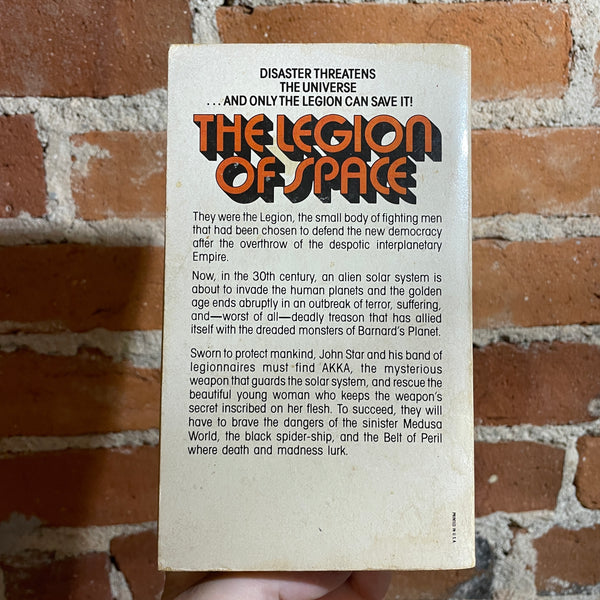 DISASTER THREATENS
THE UNIVERSE
. . . AND ONLY THE LEGION CAN SAVE IT!
THE LEGION
OF SPACE
They were the Legion, the small body of fighting men
that had been chosen to defend the new democracy
after the overthrow of the despotic interplanetary
Empire.
Now, in the 30th century, an alien solar system is
about to invade the human planets and the golden
age ends abruptly in an outbreak of terror, suffering,
and—worst of all—deadly treason that has allied
itself with the dreaded monsters of Barnard's Planet.
Sworn to protect mankind, John Star and his band of
legionnaires must find AKKA, the mysterious
weapon that guards the solar system, and rescue the
beautiful young woman who keeps the weapon's
secret inscribed on her flesh. To succeed, they will
have to brave the dangers of the sinister Medusa
World, the black spider-ship, and the Belt of Peril
where death and madness lurk.
PRINTED IN U.S.A.